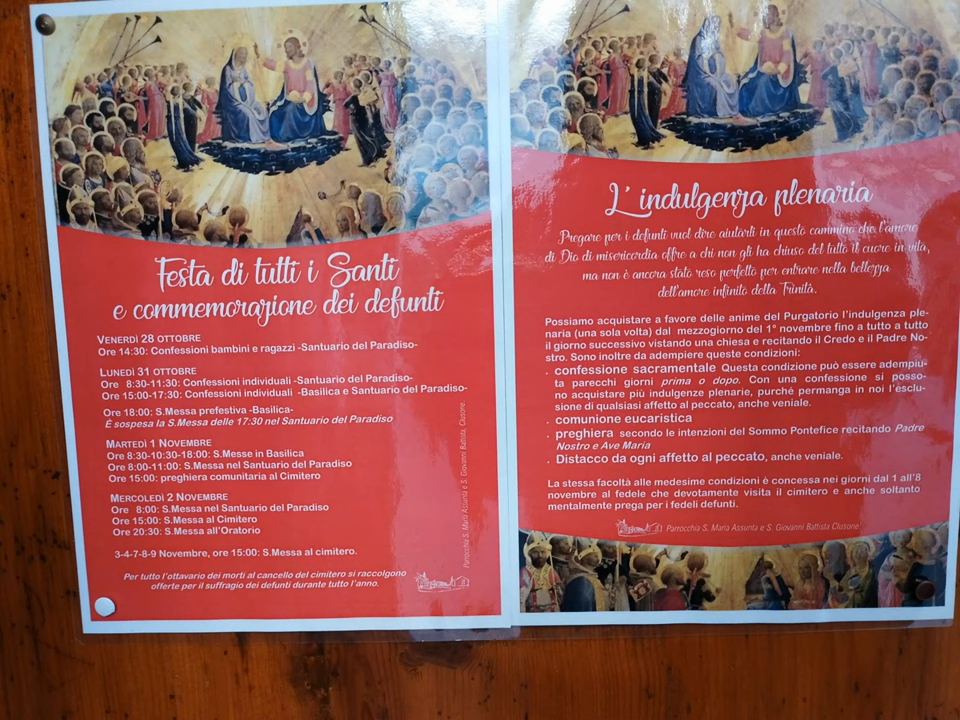 Festa di tutti i Santi
e commemorazione dei defunti
VENERDÌ 28 OTTOBRE
Ore 14:30: Confessioni bambini e ragazzi -Santuario del Paradiso-
LUNEDÌ 31 OTTOBRE
Ore 8:30-11:30: Confessioni individuali -Santuario del Paradiso-
Ore 15:00-17:30: Confessioni individuali -Basilica e Santuario del Paradiso-
Ore 18:00: S.Messa prefestiva -Basilica-
È sospesa la S.Messa delle 17:30 nel Santuario del Paradiso
MARTEDÌ 1 NOVEMBRE
Ore 8:30-10:30-18:00: S.Messe in Basilica
Ore 8:00-11:00: S.Messa nel Santuario del Paradiso
Ore 15:00: preghiera comunitaria al Cimitero
MERCOLEDÌ 2 NOVEMBRE
Ore 8:00: S.Messa nel Santuario del Paradiso
Ore 15:00: S.Messa al Cimitero
Ore 20:30: S.Messa all'Oratorio
3-4-7-8-9 Novembre, ore 15:00: S.Messa al cimitero.
Per tutto l'ottavario dei morti al cancello del cimitero si raccolgono
offerte per il suffragio dei defunti durante tutto l'anno.
Parrocchia S. Maria Assunta e S. Giovanni Battista, Clusone.
L'indulgenza plenaria
Pregare per i defunti vuol dire aiutarli in questo cammino che l'amore
di Dio di misericordia offre a chi non gli ha chiuso del tutto il cuore in vita,
ma non è ancora stato reso perfetto per entrare nella bellezza
dell'amore infinito della Trinità.
Possiamo acquistare a favore delle anime del Purgatorio l'indulgenza ple-
naria (una sola volta) dal mezzogiorno del 1° novembre fino a tutto a tutto
il giorno successivo vistando una chiesa e recitando il Credo e il Padre No-
stro. Sono inoltre da adempiere queste condizioni:
. confessione sacramentale Questa condizione può essere adempiu-
ta parecchi giorni prima o dopo. Con una confessione si posso-
no acquistare più indulgenze plenarie, purché permanga in noi l'esclu-
sione di qualsiasi affetto al peccato, anche veniale.
. comunione eucaristica
. preghiera secondo le intenzioni del Sommo Pontefice recitando Padre
Nostro e Ave Maria
. Distacco da ogni affetto al peccato, anche veniale.
La stessa facoltà alle medesime condizioni è concessa nei giorni dal 1 all'8
novembre al fedele che devotamente visita il cimitero e anche soltanto
mentalmente prega per i fedeli defunti.
Parrocchia S. Maria Assunta e S. Giovanni Battista Clusone